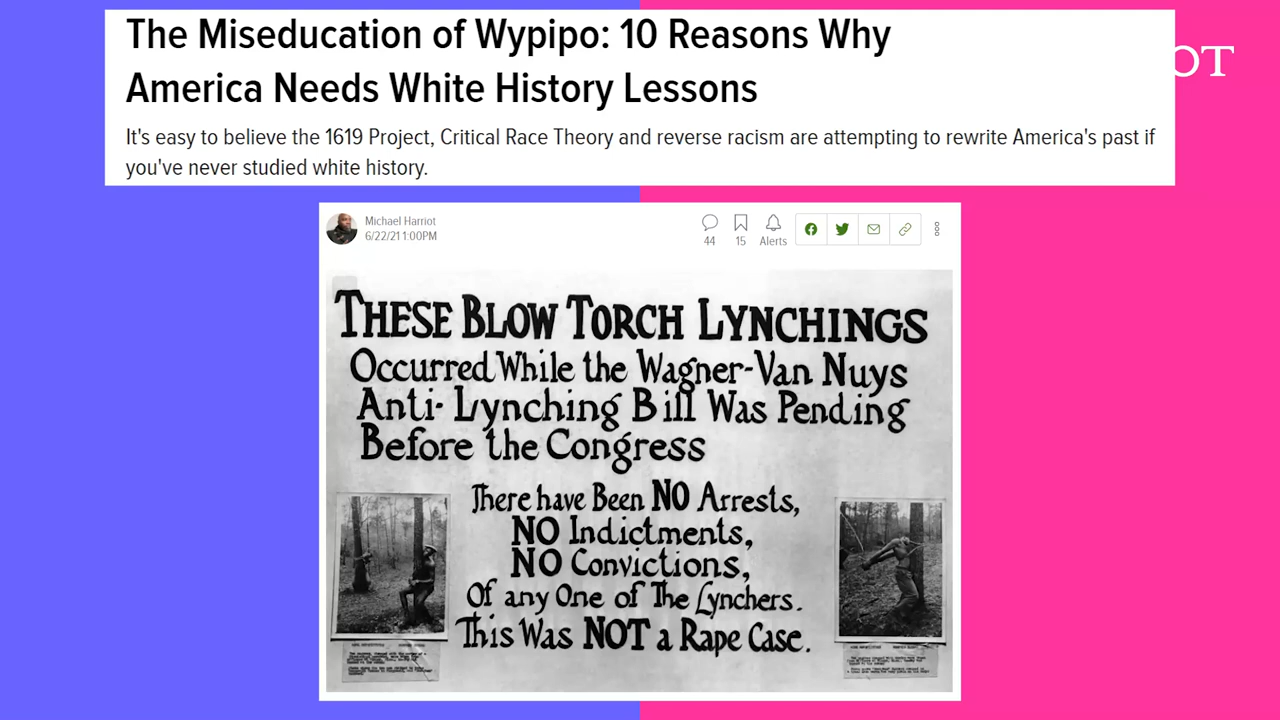 The Miseducation of Wypipo: 10 Reasons Why
America Needs White History Lessons
It's easy to believe the 1619 Project, Critical Race Theory and reverse racism are attempting to rewrite America's past if
you've never studied white history.
OT
Michael Harriot
6/22/21 1:00PM
44
15
Alerts
THESE BLOW TORCH LYNCHINGS
Occurred While the Wagner-Van Nuys
Anti-Lynching Bill Was Pending
Before the Congress
There have Been NO Arrests,
NO Indictments,
NO Convictions,
Of any One of The Lynchers.
This Was NOT a Rape Case.